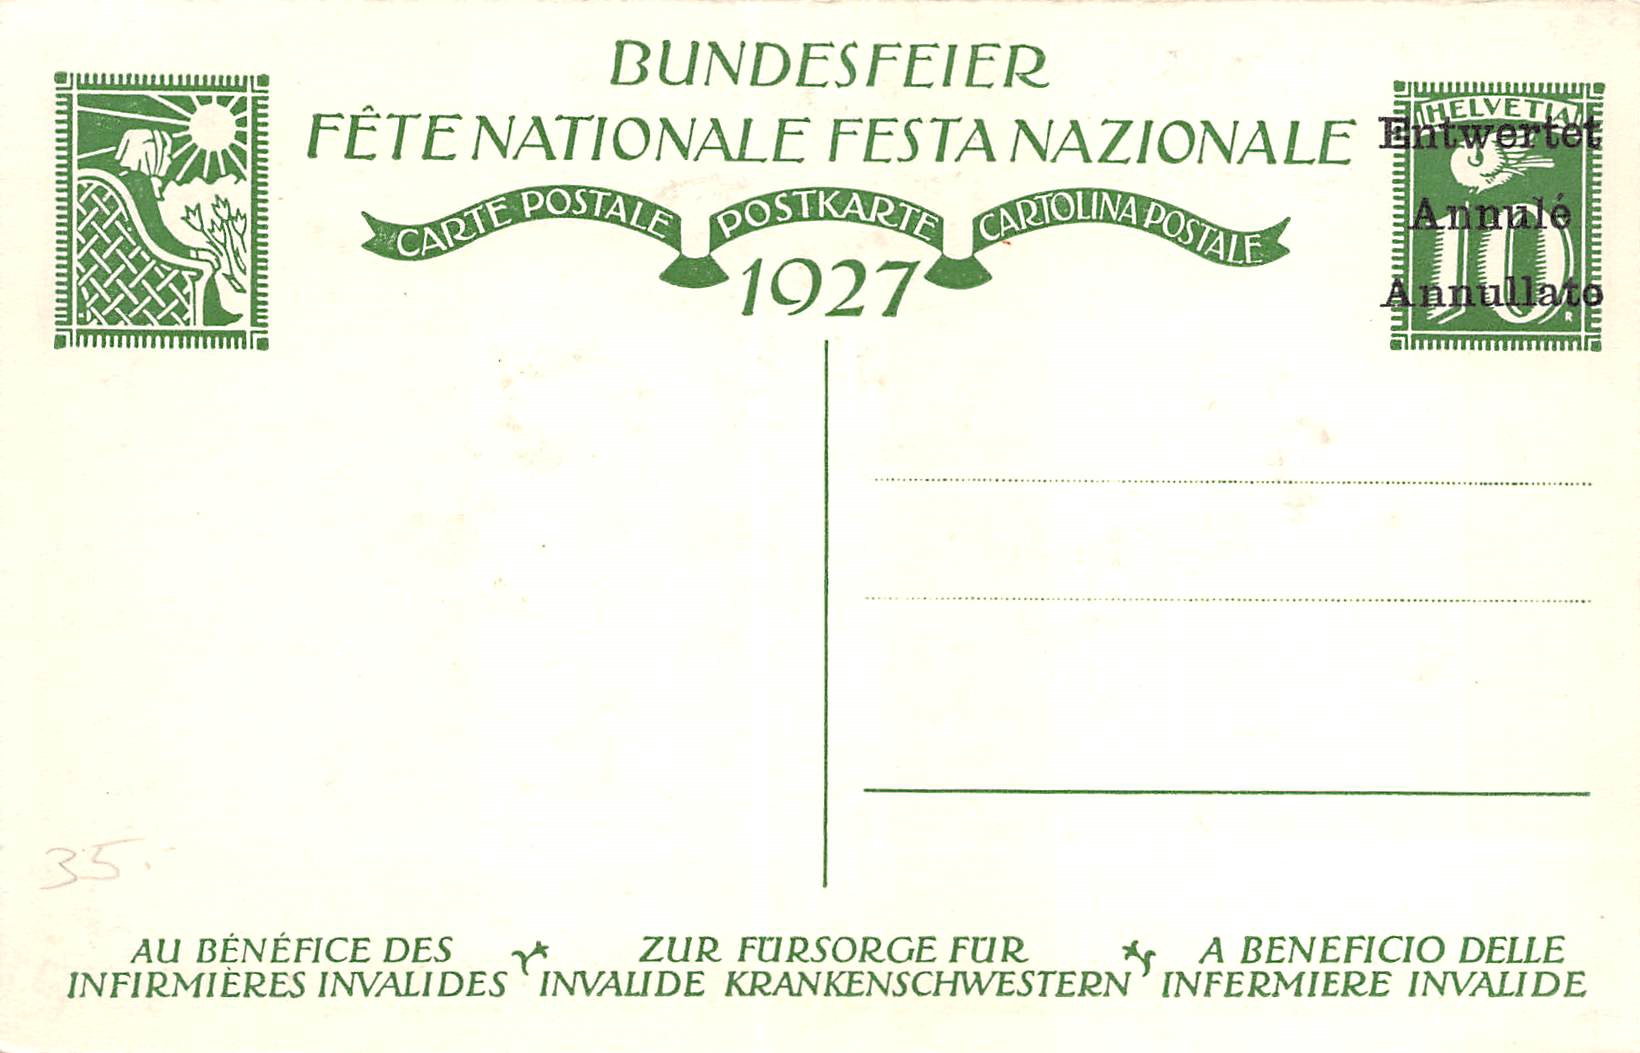 BUNDESFEIER
FÊTE NATIONALE FESTA NAZIONALE
CARTE POSTALE POSTKARTE CARTOLINA POSTALE
1927
HELVETIA
Entwertet
Annulé
10
Annullato
R
35.-
AU BÉNÉFICE DES
INFIRMIÈRES INVALIDES
ZUR FÜRSORGE FÜR
INVALIDE KRANKENSCHWESTERN
A BENEFICIO DELLE
INFERMIERE INVALIDE